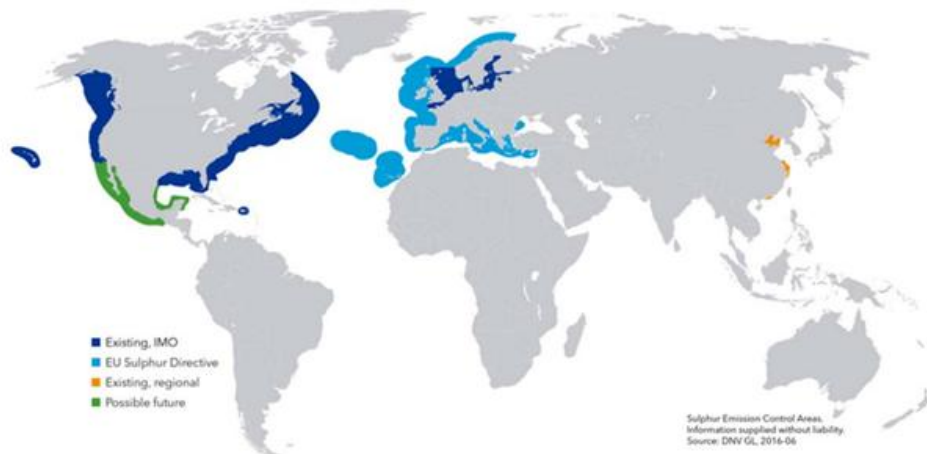 Existing, IMO
EU Sulphur Directive
Existing, regional
Possible future
Sulphur Emission Control Areas.
Information supplied without liability.
Source: DNV GL, 2016-06